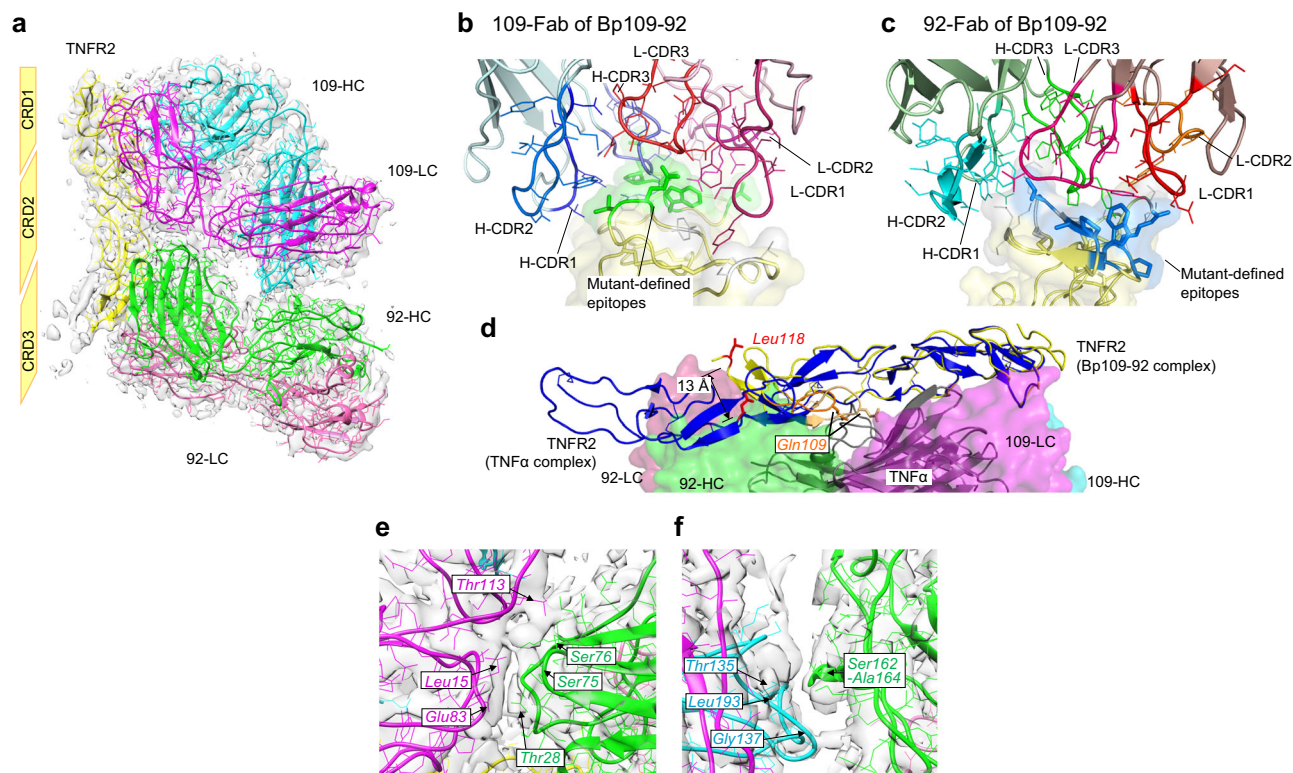 a
TNFR2
CRD1
CRD2
CRD3
109-HC
109-LC
92-HC
92-LC
b 109-Fab of Bp109-92
L-CDR3
H-CDR3
L-CDR2
L-CDR1
H-CDR2
H-CDR1
Mutant-defined
epitopes
c 92-Fab of Bp109-92
H-CDR3 L-CDR3
L-CDR2
L-CDR1
H-CDR2
H-CDR1
Mutant-defined
epitopes
d
Leu118
13 Å
TNFR2
(Bp109-92 complex)
Gln109
TNFR2
(TNFα complex)
92-LC
92-HC
TNFα
109-LC
109-HC
e
Thr113
Ser76
Leu15
Ser75
Glu83
Thr28
f
Thr135
Ser162
-Ala164
Leu193
Gly137